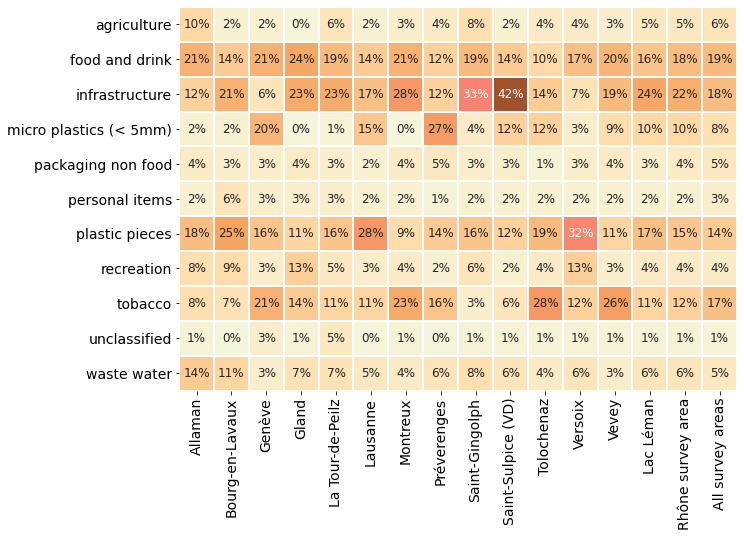 agriculture 10% 2% 2% 0% 6% 2% 3% 4% 8% 2% 4% 4% 3% 5% 5% 6%
food and drink 21% 14% 21% 24% 19% 14% 21% 12% 19% 14% 10% 17% 20% 16% 18% 19%
infrastructure 12% 21% 6% 23% 23% 17% 28% 12% 33% 42% 14% 7% 19% 24% 22% 18%
micro plastics (< 5mm) 2% 2% 20% 0% 1% 15% 0% 27% 4% 12% 12% 3% 9% 10% 10% 8%
packaging non food 4% 3% 3% 4% 3% 2% 4% 5% 3% 3% 1% 3% 4% 3% 4% 5%
personal items 2% 6% 3% 3% 3% 2% 2% 1% 2% 2% 2% 2% 2% 2% 2% 3%
plastic pieces 18% 25% 16% 11% 16% 28% 9% 14% 16% 12% 19% 32% 11% 17% 15% 14%
recreation 8% 9% 3% 13% 5% 3% 4% 2% 6% 2% 4% 13% 3% 4% 4% 4%
tobacco 8% 7% 21% 14% 11% 11% 23% 16% 3% 6% 28% 12% 26% 11% 12% 17%
unclassified 1% 0% 3% 1% 5% 0% 1% 0% 1% 1% 1% 1% 1% 1% 1% 1%
waste water 14% 11% 3% 7% 7% 5% 4% 6% 8% 6% 4% 6% 3% 6% 6% 5%
Allaman
Bourg-en-Lavaux
Genève
Gland
La Tour-de-Peilz
Lausanne
Montreux
Préverenges
Saint-Gingolph
Saint-Sulpice (VD)
Tolochenaz
Versoix
Vevey
Lac Léman
Rhône survey area
All survey areas